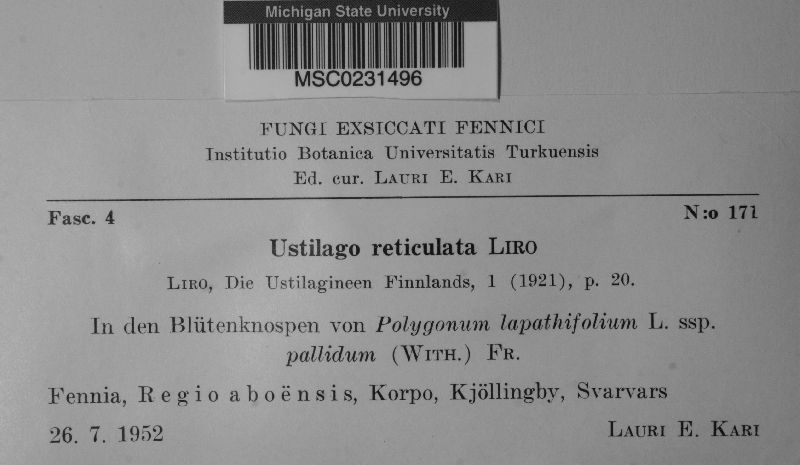 Michigan State University
MSC0231496
FUNGI EXSICCATI FENNICI
Institutio Botanica Universitatis Turkuensis
Ed. cur. LAURI E. KARI
Fasc. 4 N:o 171
Ustilago reticulata LIRO
LIRO, Die Ustilagineen Finnlands, 1 (1921), p. 20.
In den Blütenknospen von Polygonum lapathifolium L. ssp.
pallidum (WITH.) FR.
Fennia, Regio aboënsis, Korpo, Kjöllingby, Svarvars
26. 7. 1952 LAURI E. KARI